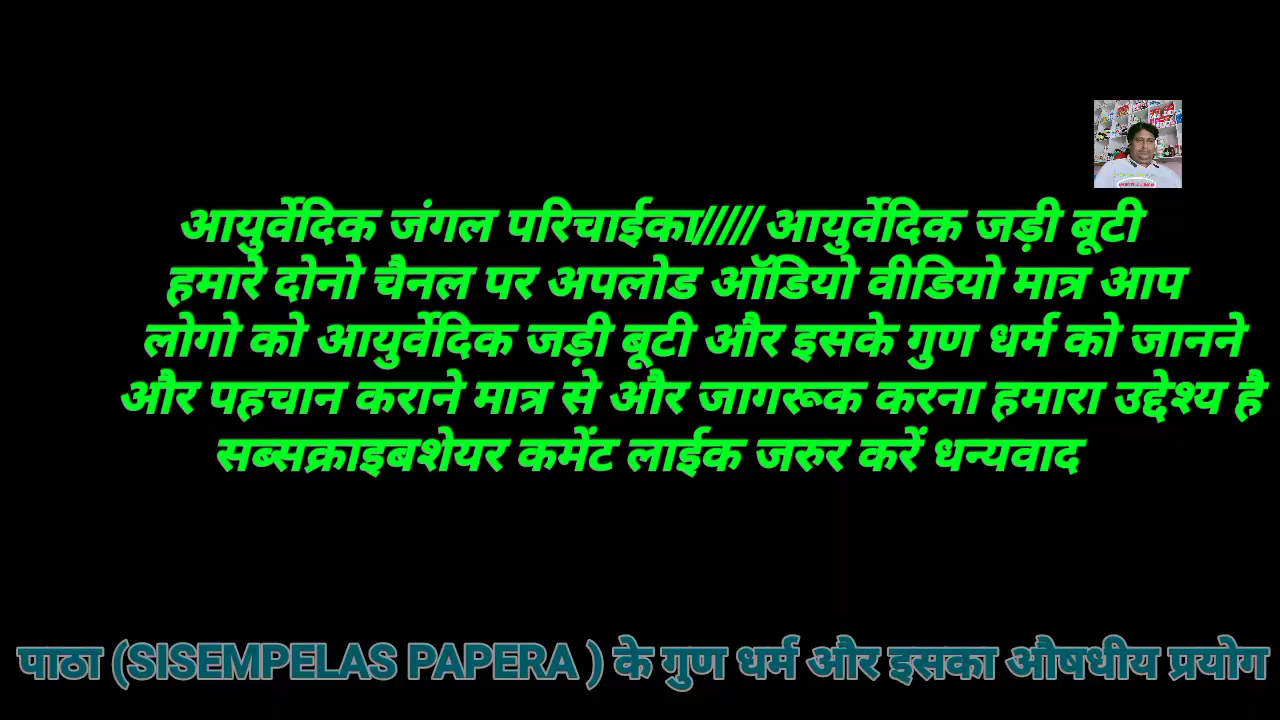 आयुर्वेदिक जंगल परिचाईका///// आयुर्वेदिक जड़ी बूटी
हमारे दोनो चैनल पर अपलोड ऑडियो वीडियो मात्र आप
लोगो को आयुर्वेदिक जड़ी बूटी और इसके गुण धर्म को जानने
और पहचान कराने मात्र से और जागरूक करना हमारा उद्देश्य है
सब्सक्राइबशेयर कमेंट लाईक जरुर करें धन्यवाद
पाठा (SISEMPELAS PAPERA ) के गुण धर्म और इसका औषधीय प्रयोग